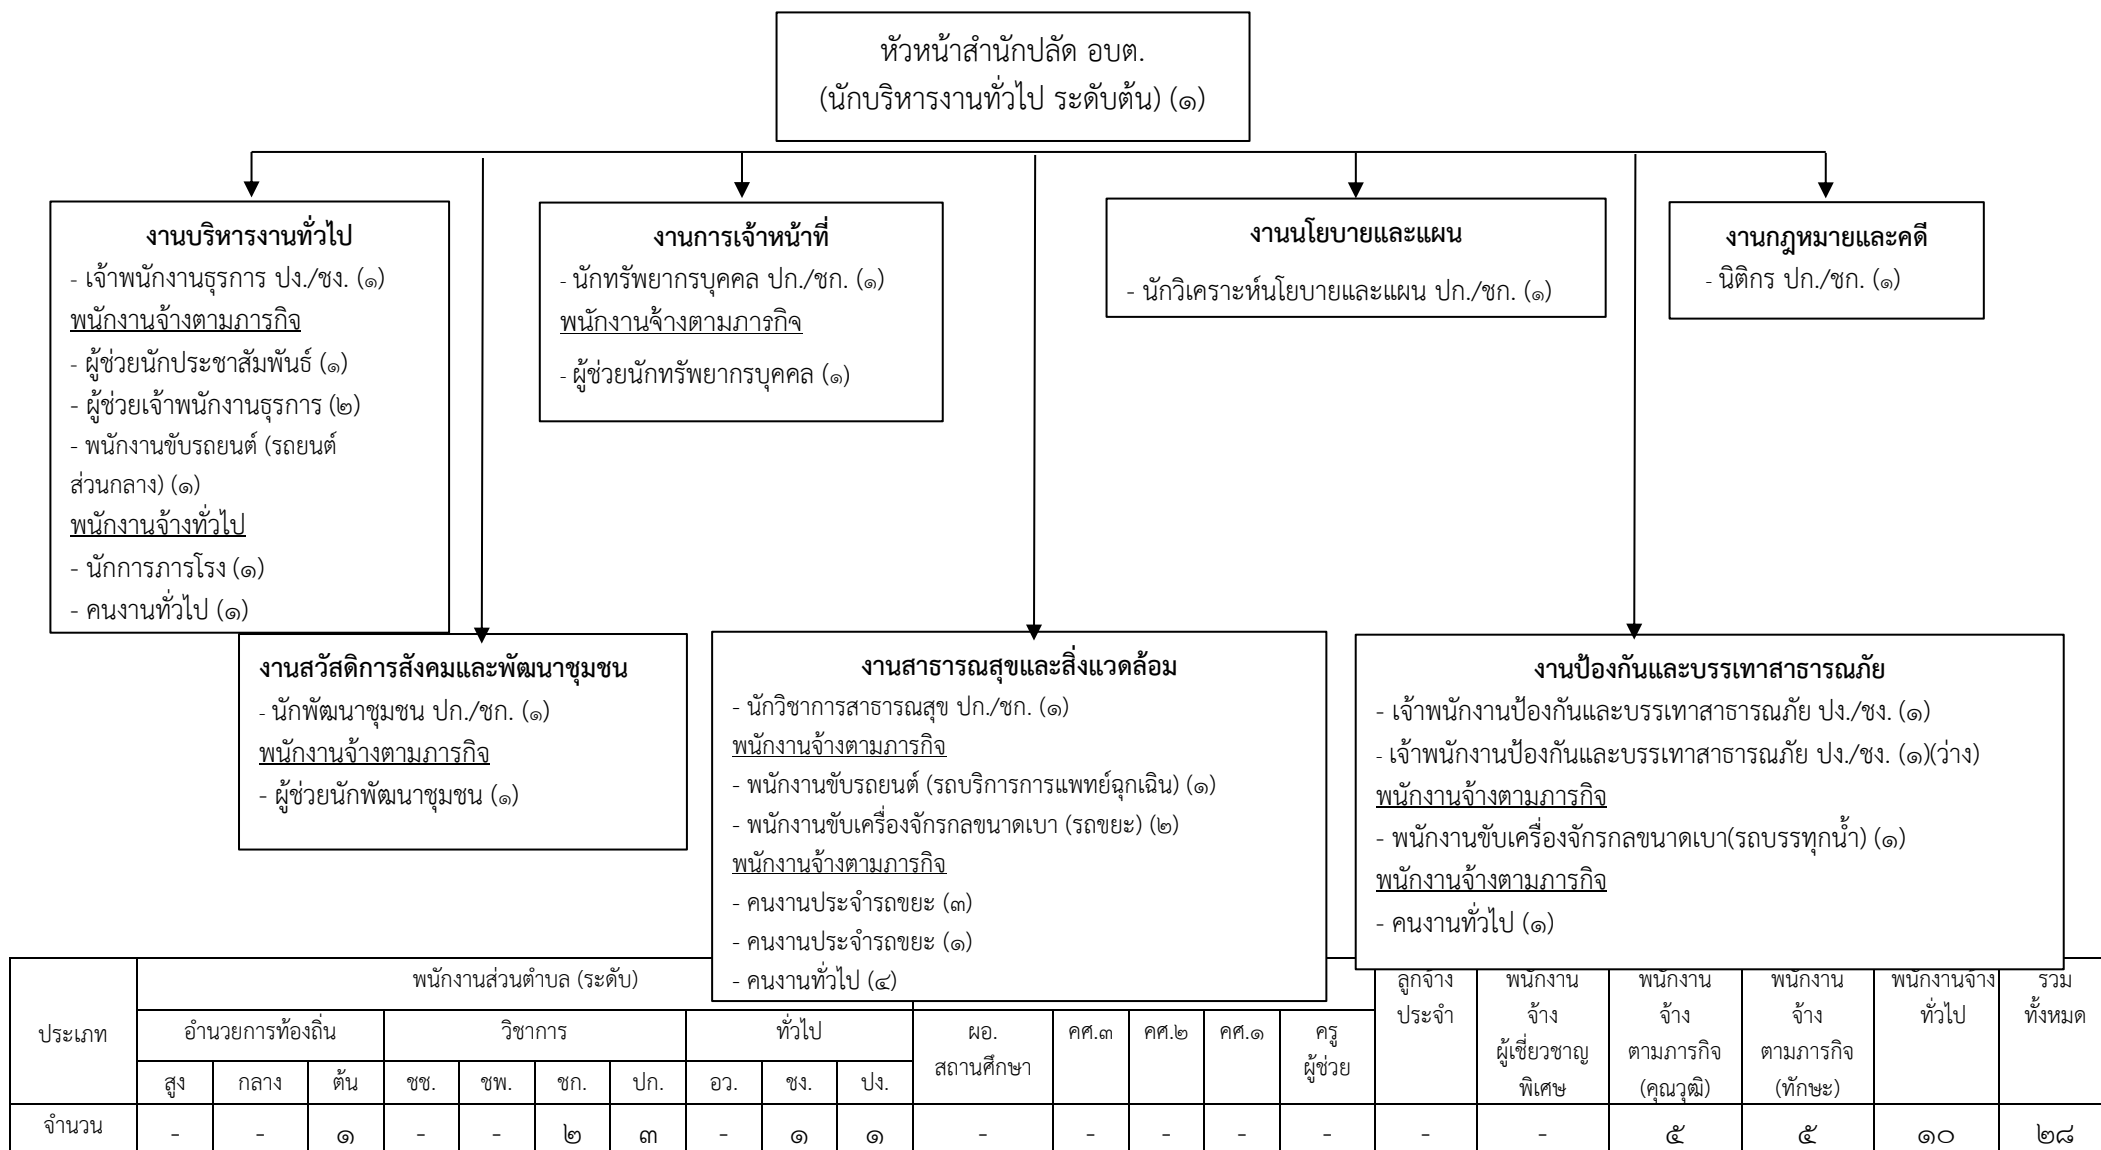 หัวหน้าสำนักปลัด อบต.
(นักบริหารงานทั่วไป ระดับต้น) (๑)
งานบริหารงานทั่วไป
- เจ้าพนักงานธุรการ ปง./ชง. (๑)
พนักงานจ้างตามภารกิจ
- ผู้ช่วยนักประชาสัมพันธ์ (๑)
- ผู้ช่วยเจ้าพนักงานธุรการ (๒)
- พนักงานขับรถยนต์ (รถยนต์
ส่วนกลาง) (๑)
พนักงานจ้างทั่วไป
- นักการภารโรง (๑)
- คนงานทั่วไป (๑)
งานการเจ้าหน้าที่
- นักทรัพยากรบุคคล ปก./ชก. (๑)
พนักงานจ้างตามภารกิจ
- ผู้ช่วยนักทรัพยากรบุคคล (๑)
งานนโยบายและแผน
- นักวิเคราะห์นโยบายและแผน ปก./ชก. (๑)
งานกฎหมายและคดี
- นิติกร ปก./ชก. (๑)
งานสวัสดิการสังคมและพัฒนาชุมชน
- นักพัฒนาชุมชน ปก./ชก. (๑)
พนักงานจ้างตามภารกิจ
- ผู้ช่วยนักพัฒนาชุมชน (๑)
งานสาธารณสุขและสิ่งแวดล้อม
- นักวิชาการสาธารณสุข ปก./ชก. (๑)
พนักงานจ้างตามภารกิจ
- พนักงานขับรถยนต์ (รถบริการการแพทย์ฉุกเฉิน) (๑)
- พนักงานขับเครื่องจักรกลขนาดเบา (รถขยะ) (๒)
พนักงานจ้างตามภารกิจ
- คนงานประจำรถขยะ (๓)
- คนงานประจำรถขยะ (๑)
- คนงานทั่วไป (๔)
งานป้องกันและบรรเทาสาธารณภัย
- เจ้าพนักงานป้องกันและบรรเทาสาธารณภัย ปง./ชง. (๑)
- เจ้าพนักงานป้องกันและบรรเทาสาธารณภัย ปง./ชง. (๑)(ว่าง)
พนักงานจ้างตามภารกิจ
- พนักงานขับเครื่องจักรกลขนาดเบา(รถบรรทุกน้ำ) (๑)
พนักงานจ้างตามภารกิจ
- คนงานทั่วไป (๑)
ประเภท
พนักงานส่วนตำบล (ระดับ)
ลูกจ้าง
ประจำ
พนักงาน
จ้าง
ผู้เชี่ยวชาญ
พิเศษ
พนักงาน
จ้าง
ตามภารกิจ
(คุณวุฒิ)
พนักงาน
จ้าง
ตามภารกิจ
(ทักษะ)
พนักงานจ้าง
ทั่วไป
รวม
ทั้งหมด
อำนวยการท้องถิ่น วิชาการ ทั่วไป
ผอ.
สถานศึกษา
คศ.๓ คศ.๒ คศ.๑
ครู
ผู้ช่วย
สูง กลาง ต้น ชช. ชพ. ชก. ปก. อว. ชง. ปง.
จำนวน - - ๑ - - ๒ ๓ - ๑ ๑ - - - - - - - ๕ ๕ ๑๐ ๒๘